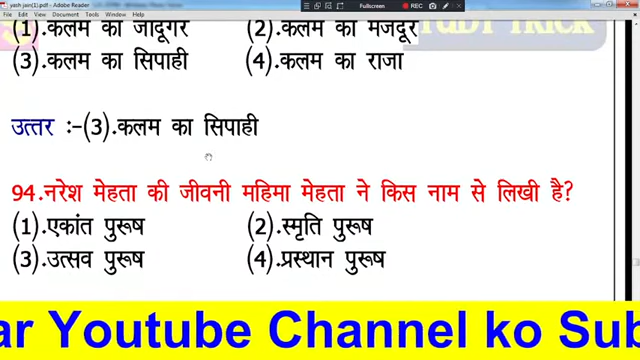 yash jain(1).pdf - Adobe Reader
Fullscreen REC
File Edit View Document Tools Window Help
(1).कलम का जादूगर (2).कलम का मजदूर
STUDY TRICK
(3).कलम का सिपाही (4).कलम का राजा
उत्तर :-(3).कलम का सिपाही
94.नरेश मेहता की जीवनी महिमा मेहता ने किस नाम से लिखी है?
(1).एकांत पुरूष (2).स्मृति पुरूष
(3).उत्सव पुरूष (4).प्रस्थान पुरूष
ar Youtube Channel ko Sub